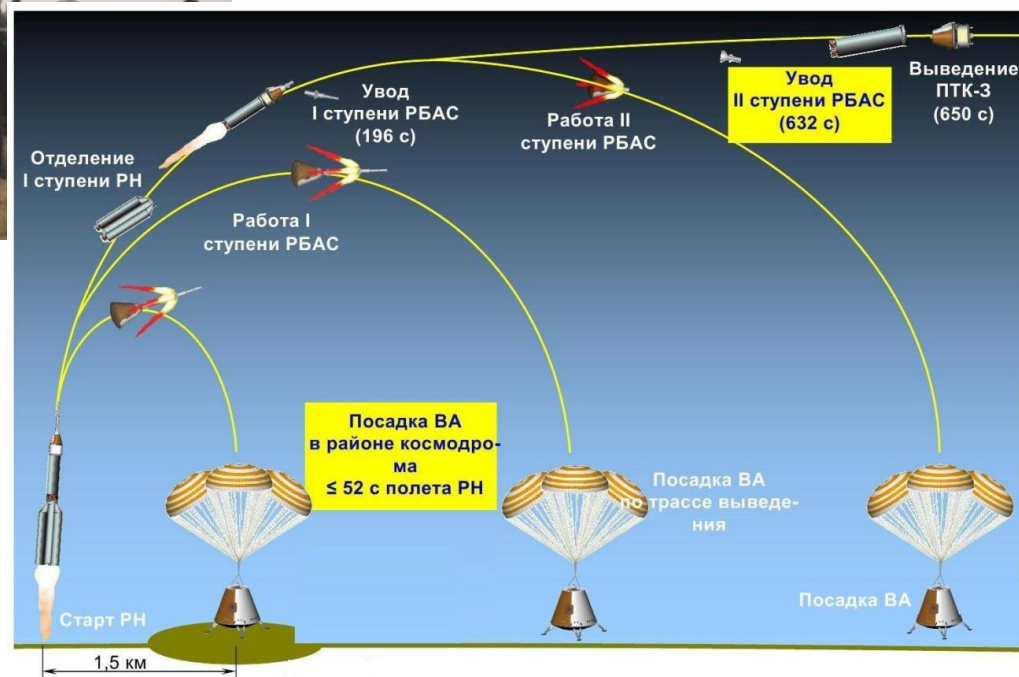 Увод
I ступени РБАС
(196 с)
Увод
II ступени РБАС
(632 с)
Выведение
ПТК-З
(650 с)
Работа II
ступени РБАС
Отделение
I ступени РН
Работа I
ступени РБАС
Посадка ВА
в районе космодро-
ма
≤ 52 с полета РН
Посадка ВА
по трассе выведе-
ния
Посадка ВА
Старт РН
1,5 км